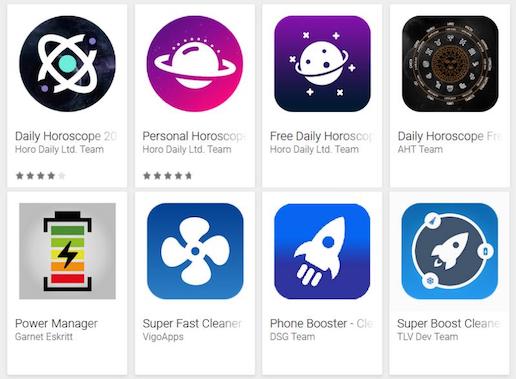 Daily Horoscope 20
Personal Horoscope
Free Daily Horoscop
Daily Horoscope Fre
Horo Daily Ltd. Team
Horo Daily Ltd. Team
Horo Daily Ltd. Team
AHT Team
Power Manager
Super Fast Cleaner
Phone Booster - Cle
Super Boost Cleane
Garnet Eskritt
VigoApps
DSG Team
TLV Dev Team